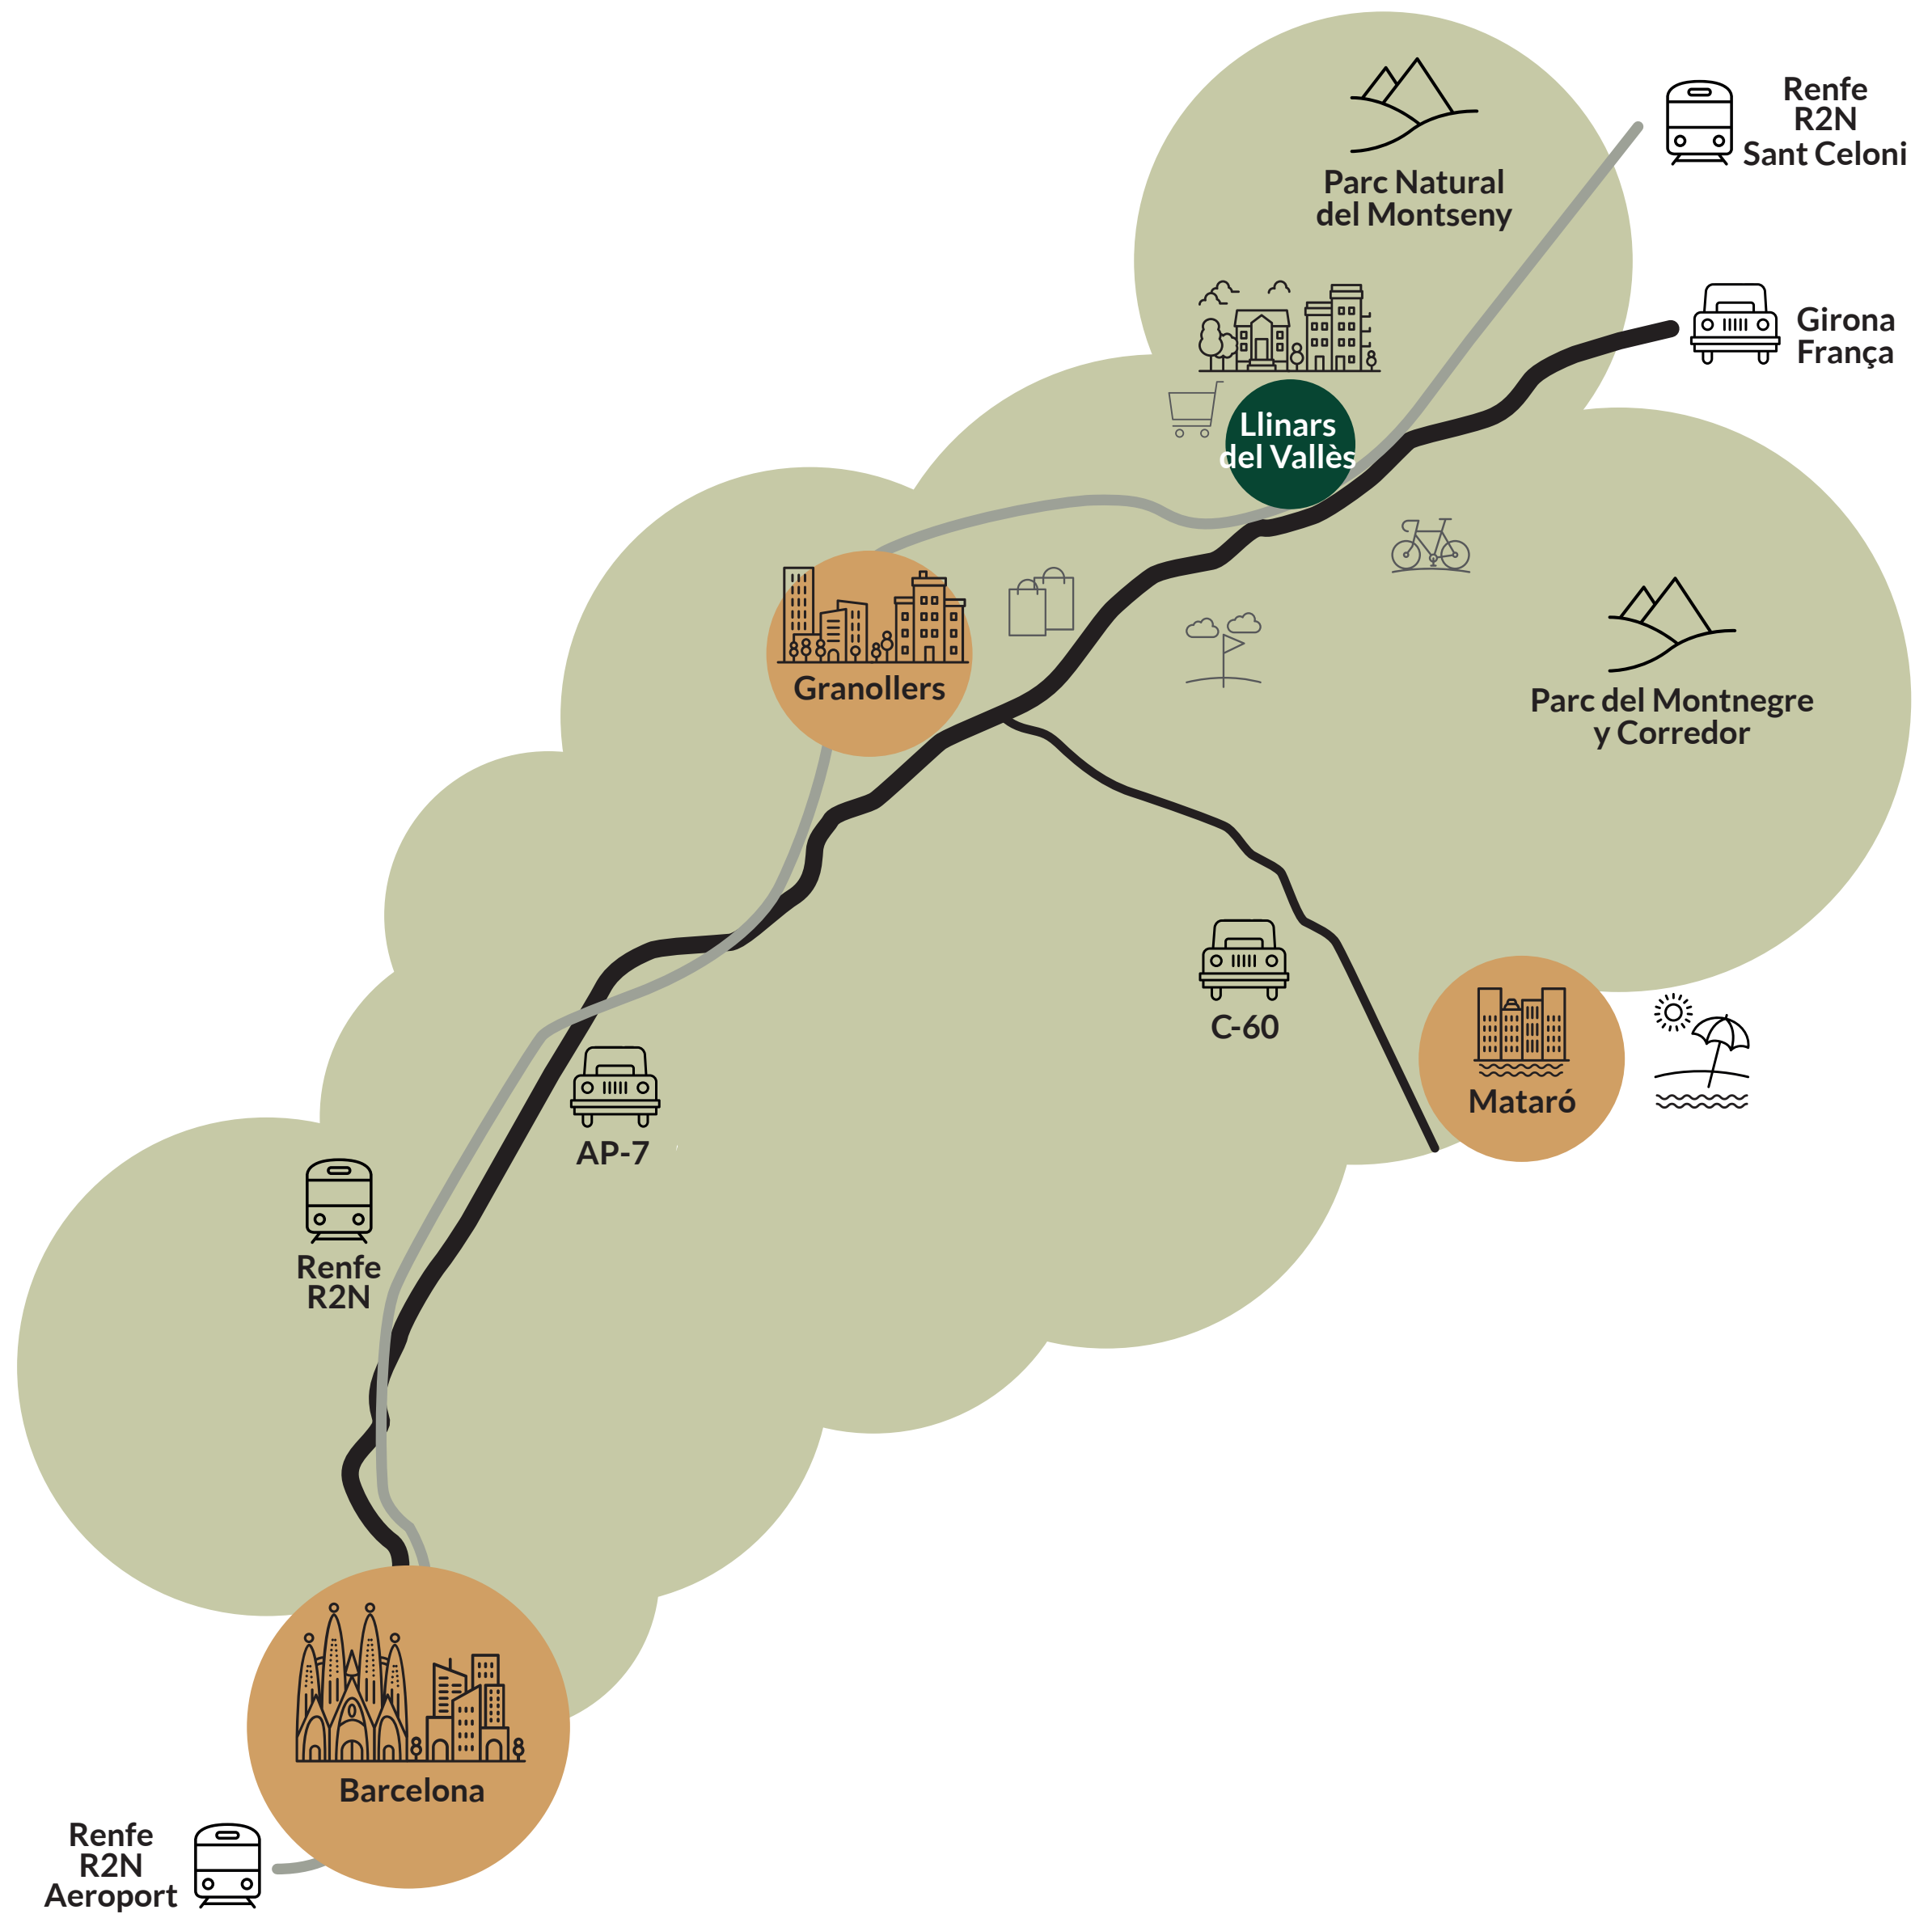 Renfe
R2N
Sant Celoni
Parc Natural
del Montseny
Girona
França
Llinars
del Vallès
Granollers
Parc del Montnegre
y Corredor
C-60
Mataró
AP-7
Renfe
R2N
Barcelona
Renfe
R2N
Aeroport